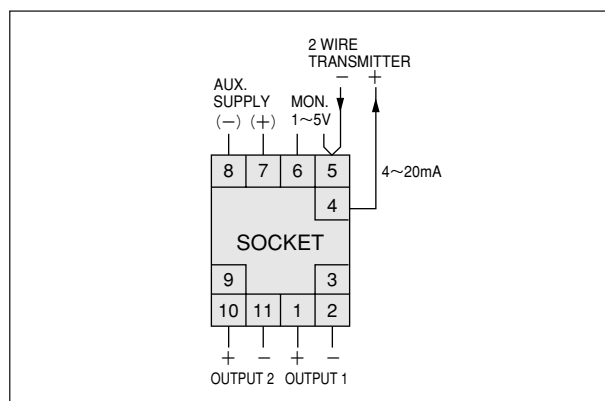 2 WIRE
TRANSMITTER
− +
AUX.
SUPPLY MON.
(−) (+) 1~5V
8 7 6 5
4 4~20mA
SOCKET
9 3
10 11 1 2
+ − + −
OUTPUT 2 OUTPUT 1